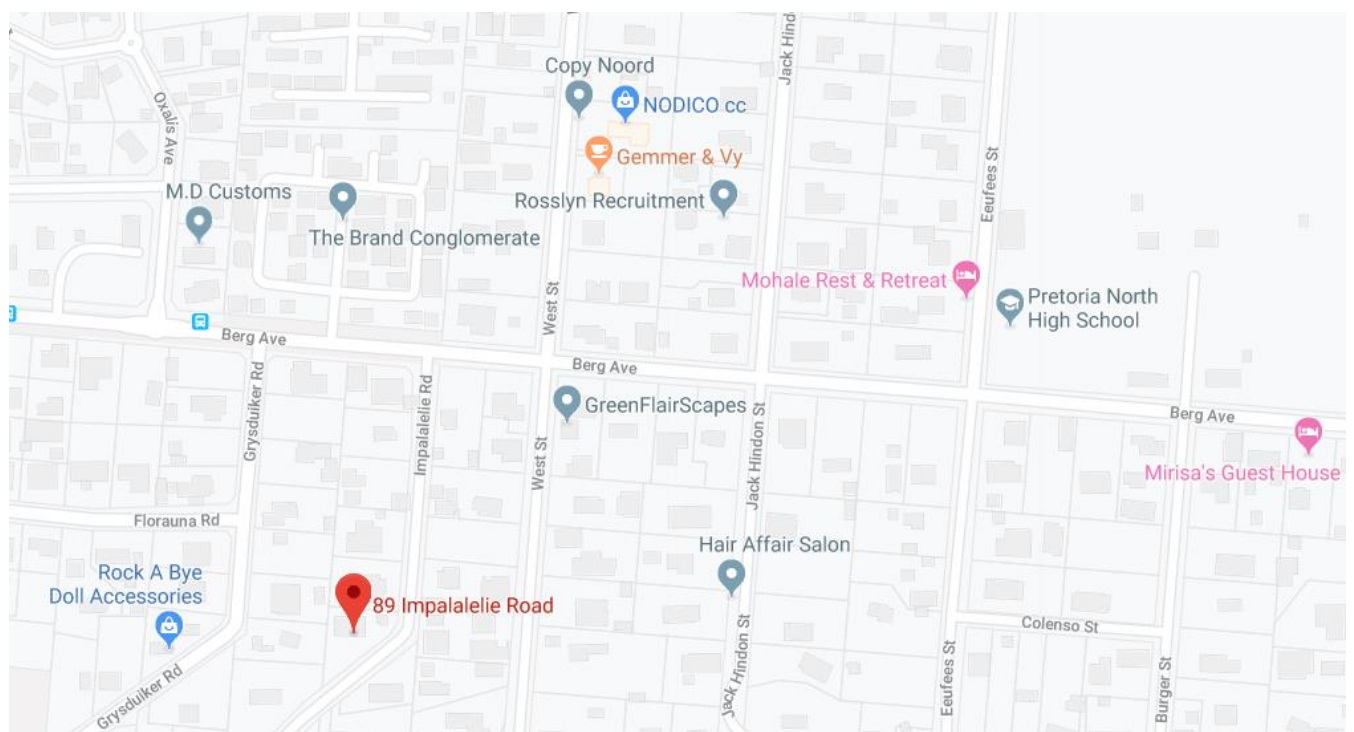 Jack Hind
Copy Noord
NODICO cc
Oxalis Ave
Gemmer & Vy
Eeufees St
M.D Customs
Rosslyn Recruitment
The Brand Conglomerate
Mohale Rest & Retreat
Pretoria North
High School
West St
Berg Ave
Berg Ave
Grysduiker Rd
Impalalelie Rd
GreenFlairScapes
Berg Ave
West St
Jack Hindon St
Mirisa's Guest House
Florauna Rd
Hair Affair Salon
Rock A Bye
Doll Accessories
89 Impalalelie Road
Colenso St
Grysduiker Rd
Jack Hindon St
Eeufees St
Burger St